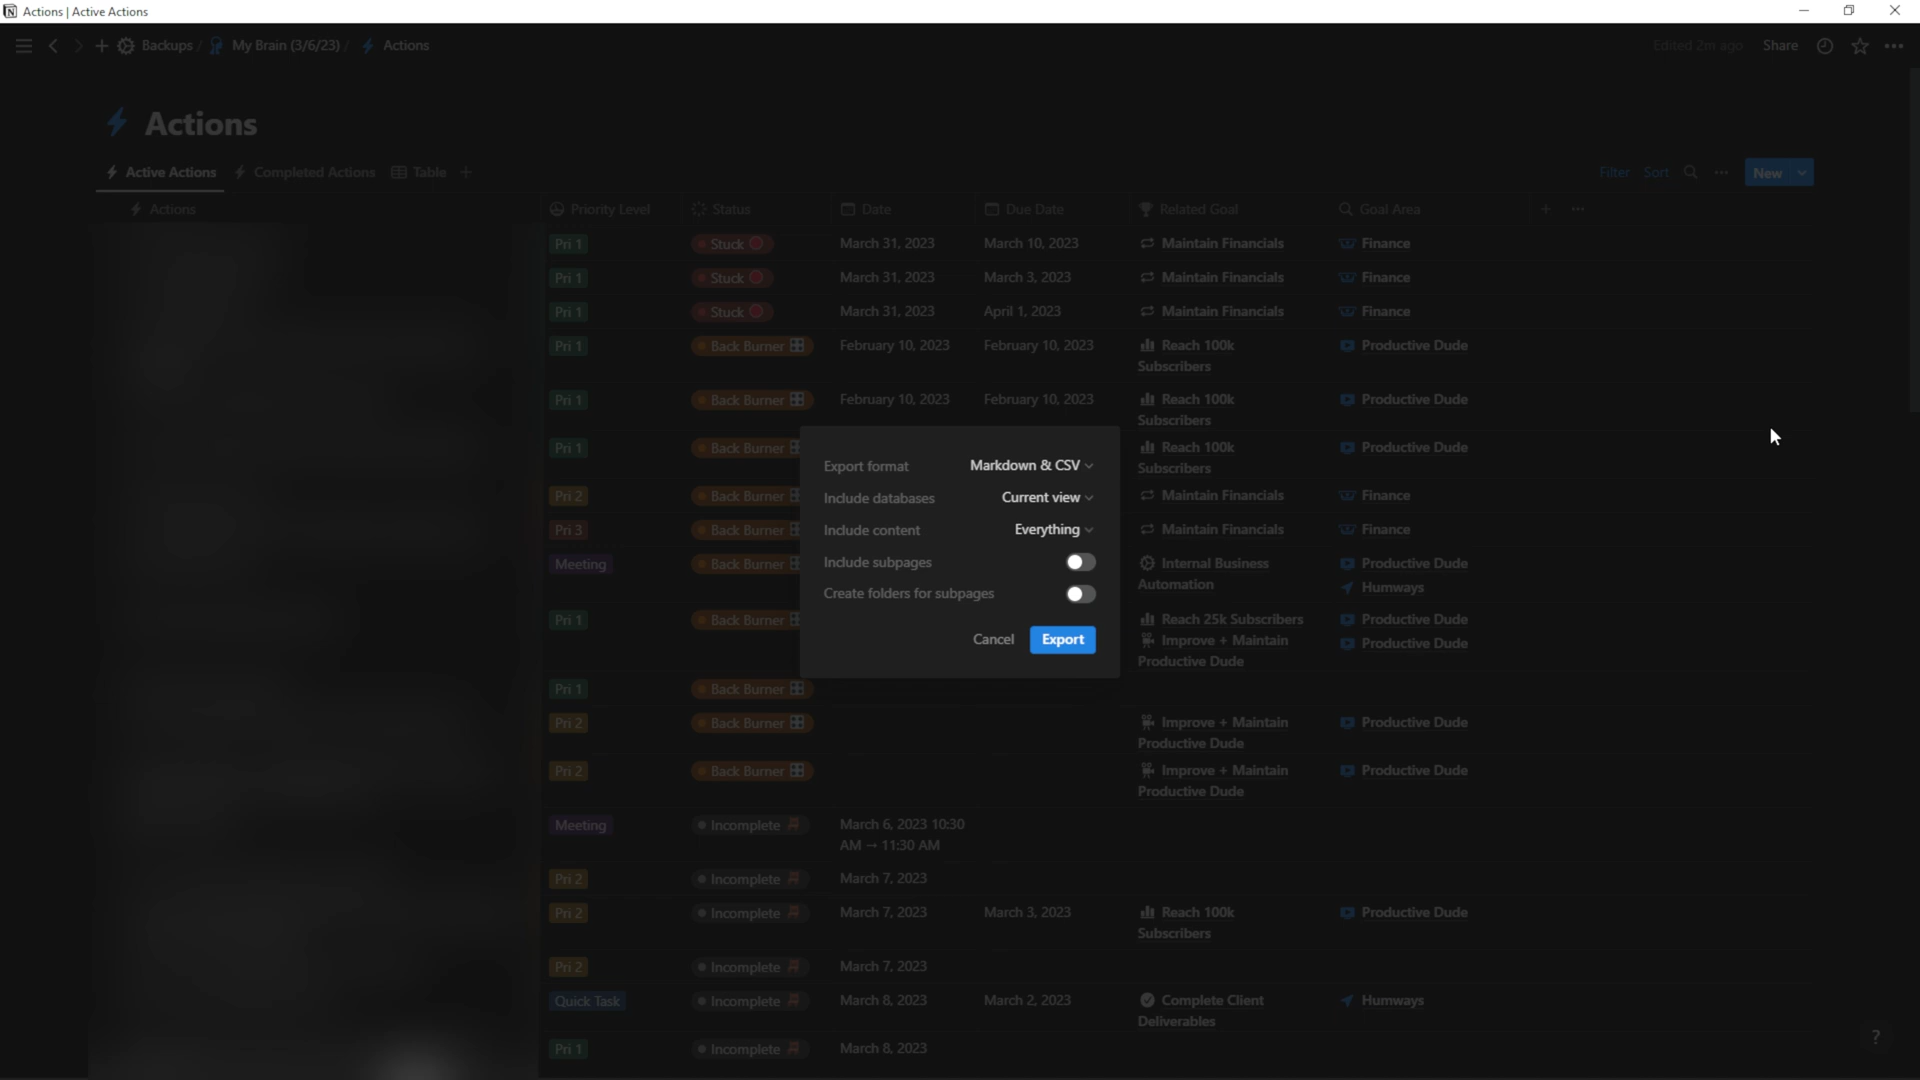 Actions | Active Actions
Backups / My Brain (3/6/23) / Actions
Edited 2m ago Share
Actions
Active Actions Completed Actions Table
Filter Sort New
Actions Priority Level Status Date Due Date Related Goal Goal Area
Pri 1 Stuck March 31, 2023 March 10, 2023 Maintain Financials Finance
Pri 1 Stuck March 31, 2023 March 3, 2023 Maintain Financials Finance
Pri 1 Stuck March 31, 2023 April 1, 2023 Maintain Financials Finance
Pri 1 Back Burner February 10, 2023 February 10, 2023 Reach 100k Productive Dude
Subscribers
Pri 1 Back Burner February 10, 2023 February 10, 2023 Reach 100k Productive Dude
Subscribers
Pri 1 Back Burner Reach 100k Productive Dude
Subscribers
Pri 2 Back Burner Maintain Financials Finance
Pri 3 Back Burner Maintain Financials Finance
Meeting Back Burner Internal Business Productive Dude
Automation Humways
Pri 1 Back Burner Reach 25k Subscribers Productive Dude
Improve + Maintain Productive Dude
Productive Dude
Export format Markdown & CSV
Include databases Current view
Include content Everything
Include subpages
Create folders for subpages
Cancel Export
Pri 1 Back Burner
Pri 2 Back Burner Improve + Maintain Productive Dude
Productive Dude
Pri 2 Back Burner Improve + Maintain Productive Dude
Productive Dude
Meeting Incomplete March 6, 2023 10:30
AM → 11:30 AM
Pri 2 Incomplete March 7, 2023
Pri 2 Incomplete March 7, 2023 March 3, 2023 Reach 100k Productive Dude
Subscribers
Pri 2 Incomplete March 7, 2023
Quick Task Incomplete March 8, 2023 March 2, 2023 Complete Client Humways
Deliverables
Pri 1 Incomplete March 8, 2023
?